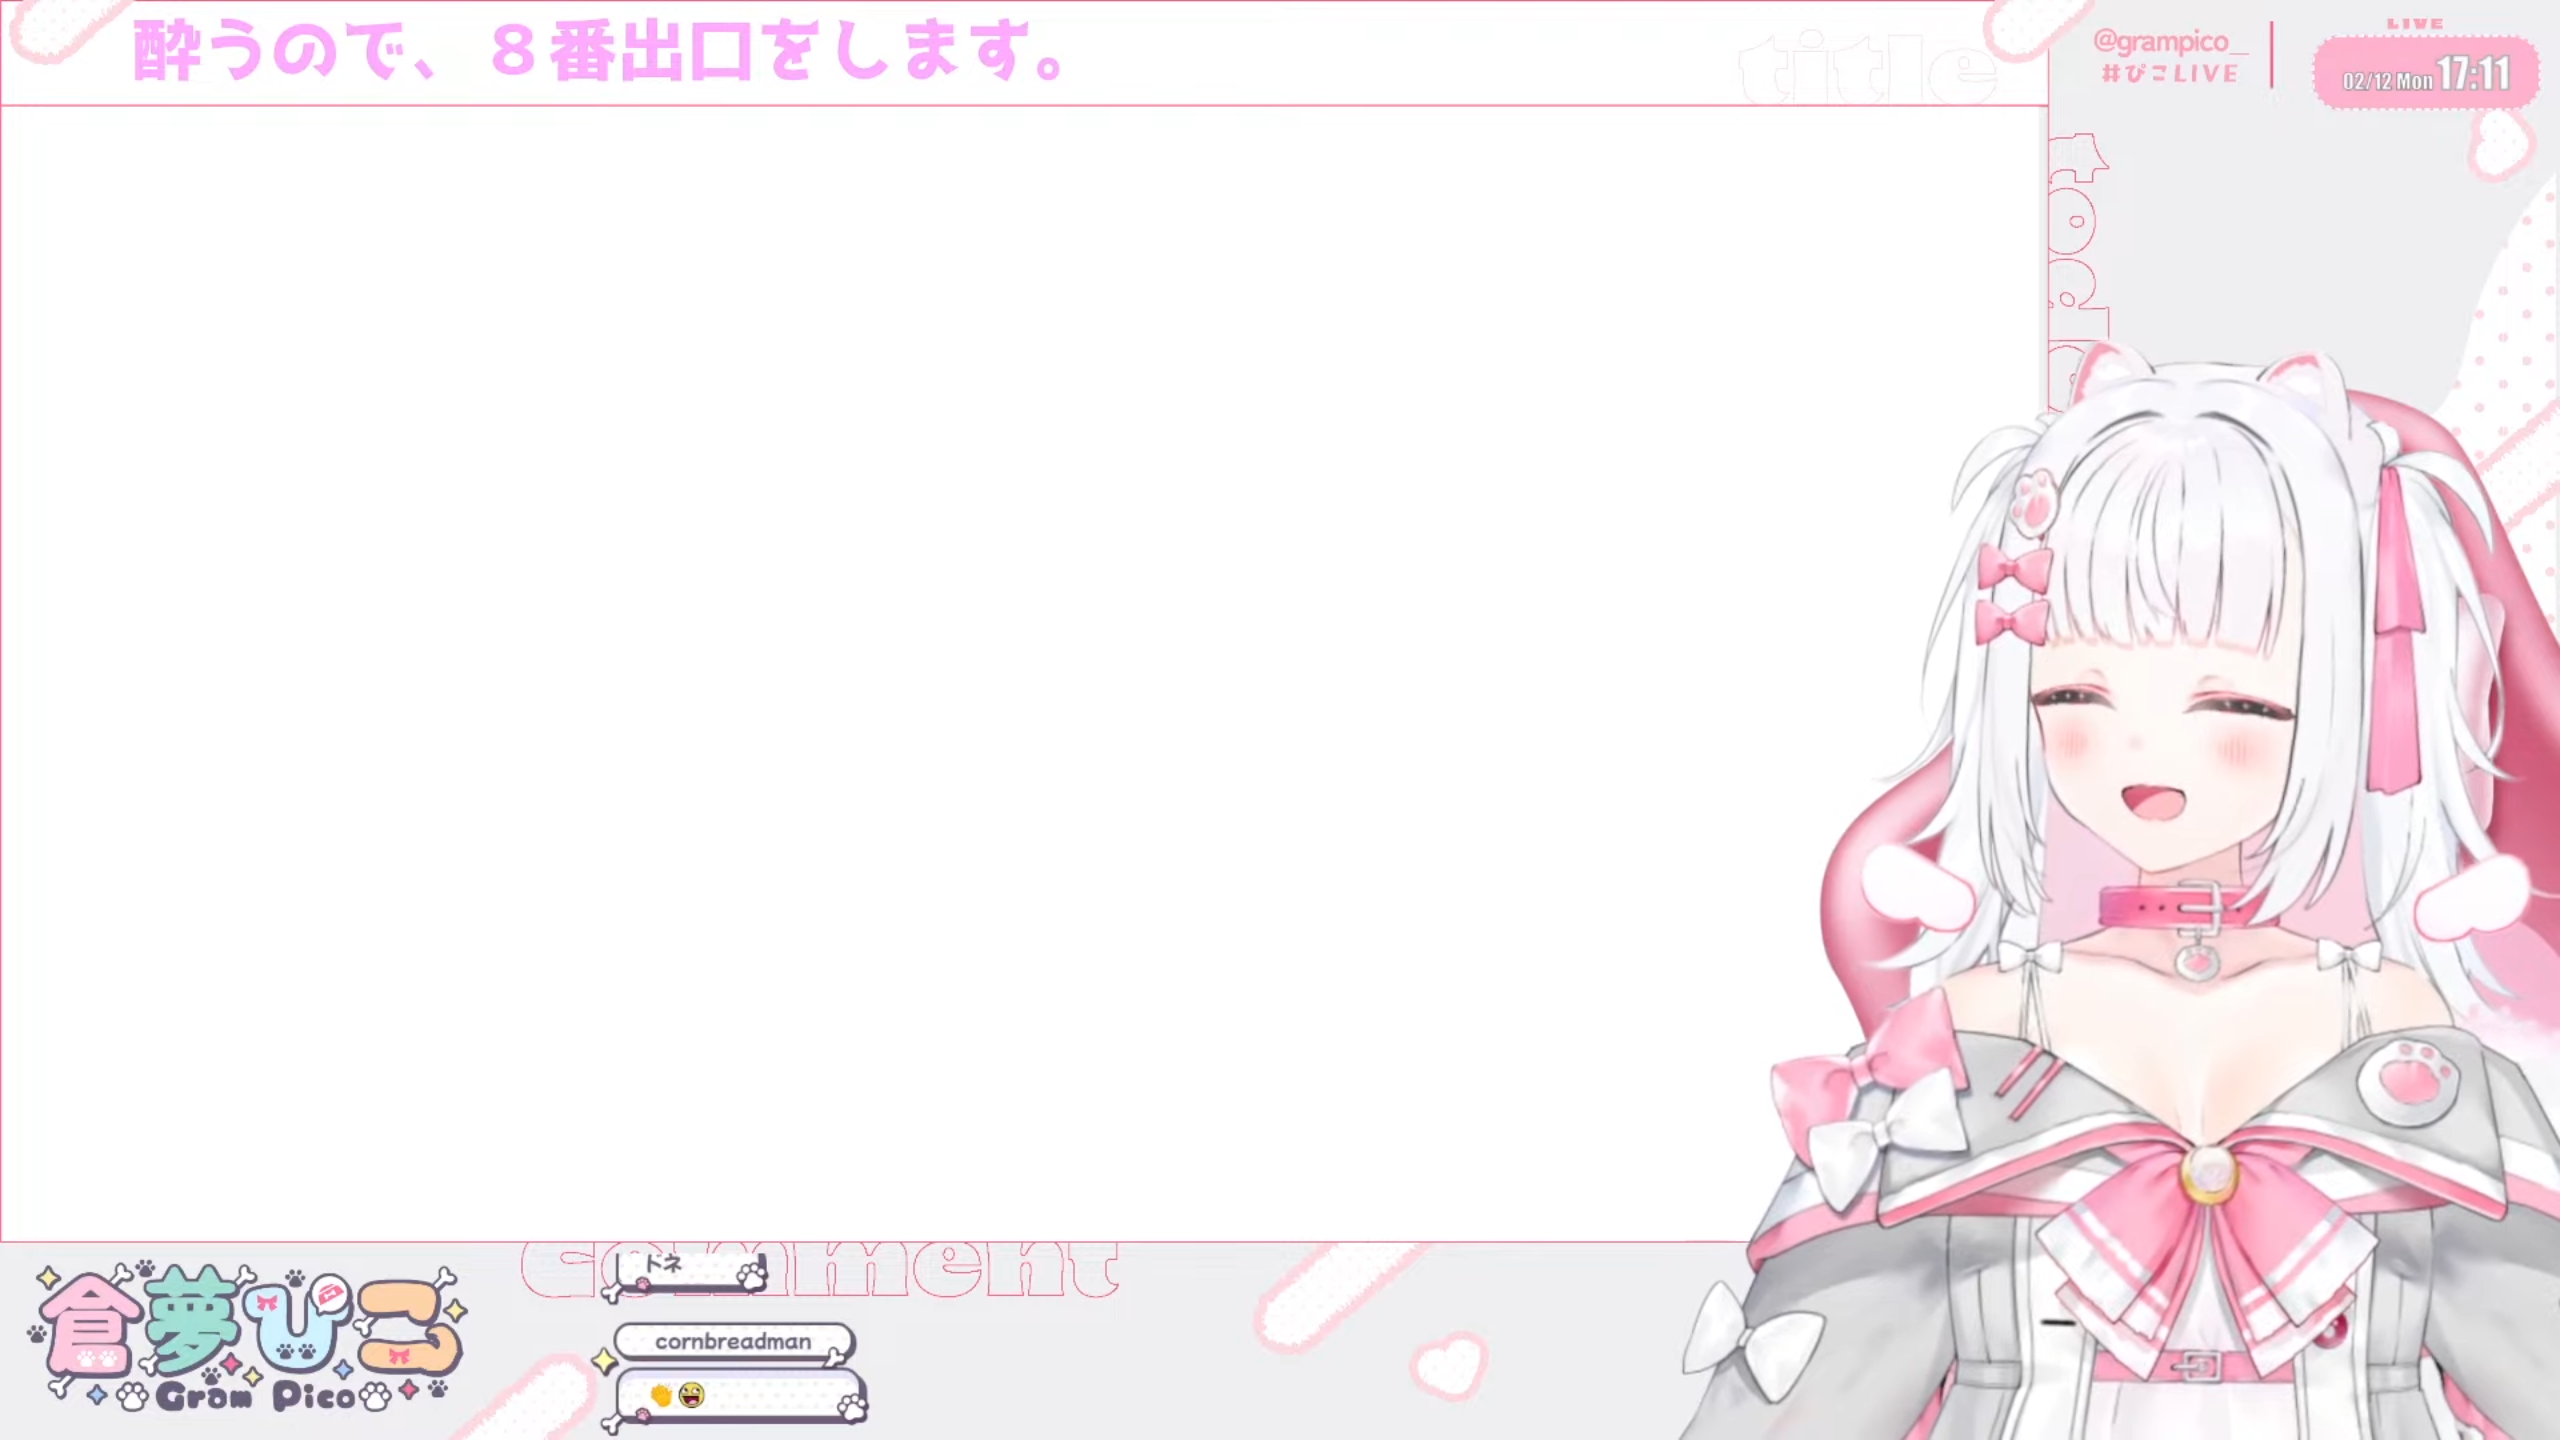 酔うので、８番出口をします。
title
@grampico_
#ぴこLIVE
LIVE
02/12 Mon 17:11
comment
ドネ
cornbreadman
👏😆
倉夢ぴこ
Gram Pico